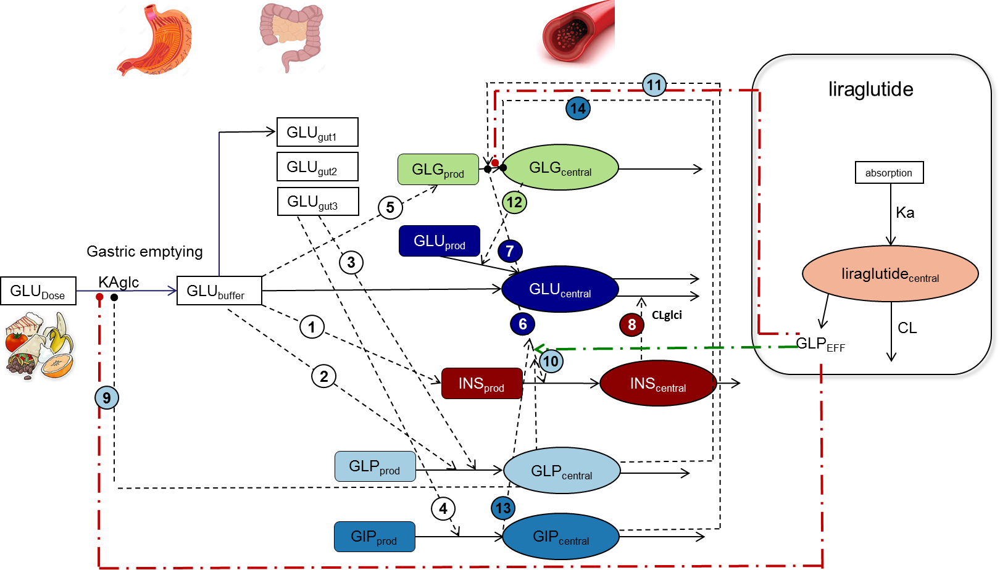 11
liraglutide
14
GLUgut1
GLUgut2
GLUgut3
GLGprod
GLGcentral
absorption
5
12
Ka
GLUprod
7
Gastric emptying
3
liraglutidecentral
GLUDose
KAglc
GLUbuffer
GLUcentral
CLglci
1
6
8
CL
GLPEFF
10
2
INSprod
INScentral
9
GLPprod
GLPcentral
4
13
GIPprod
GIPcentral